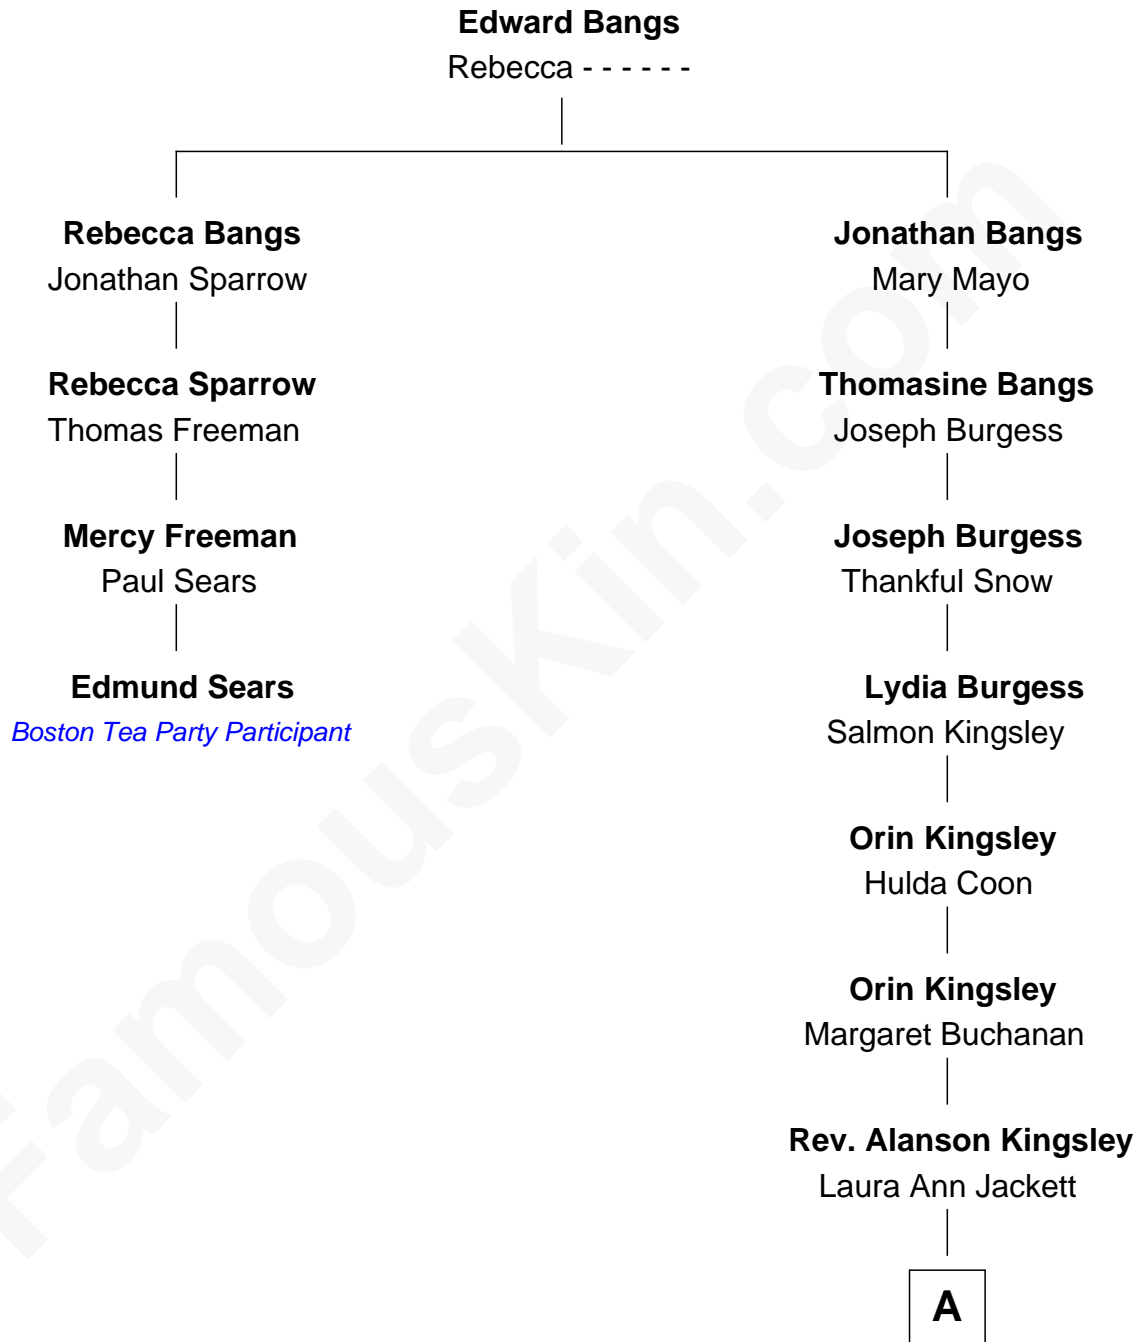 Edward Bangs
Rebecca - - - - - -
Rebecca Bangs
Jonathan Sparrow
Rebecca Sparrow
Thomas Freeman
Mercy Freeman
Paul Sears
Edmund Sears
Boston Tea Party Participant
Jonathan Bangs
Mary Mayo
Thomasine Bangs
Joseph Burgess
Joseph Burgess
Thankful Snow
Lydia Burgess
Salmon Kingsley
Orin Kingsley
Hulda Coon
Orin Kingsley
Margaret Buchanan
Rev. Alanson Kingsley
Laura Ann Jackett
A
FamousKin.com